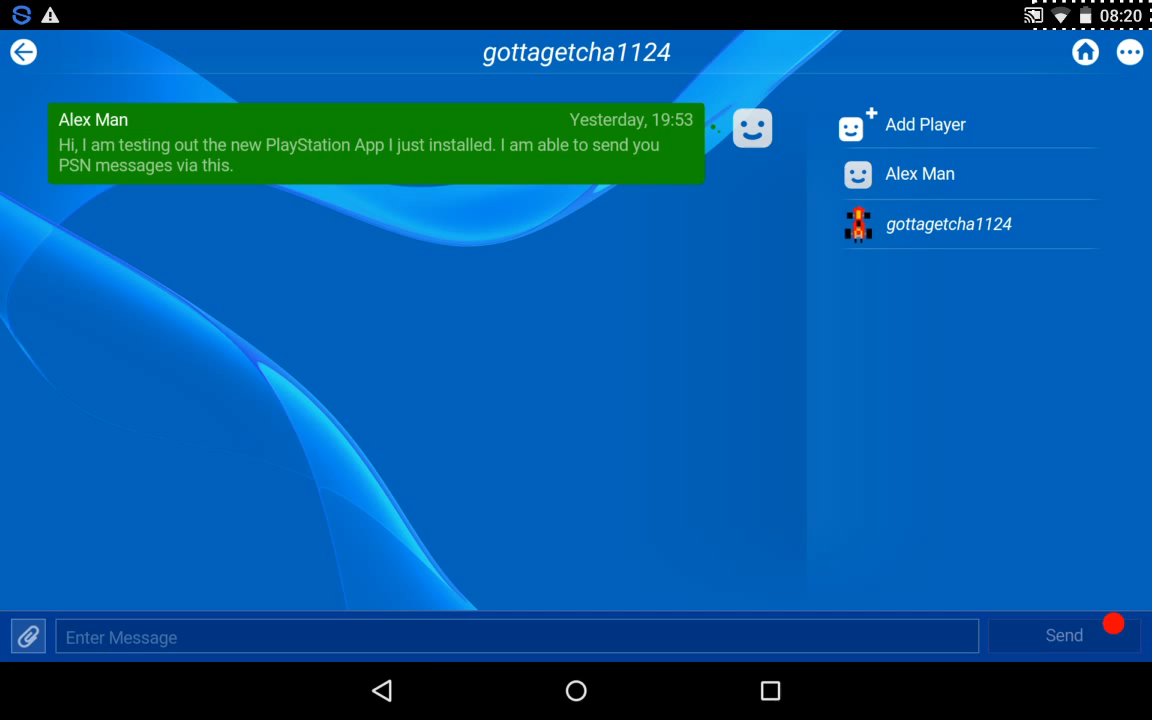 08:20
gottagetcha1124
Alex Man Yesterday, 19:53
Hi, I am testing out the new PlayStation App I just installed. I am able to send you
PSN messages via this.
Add Player
Alex Man
gottagetcha1124
Enter Message
Send